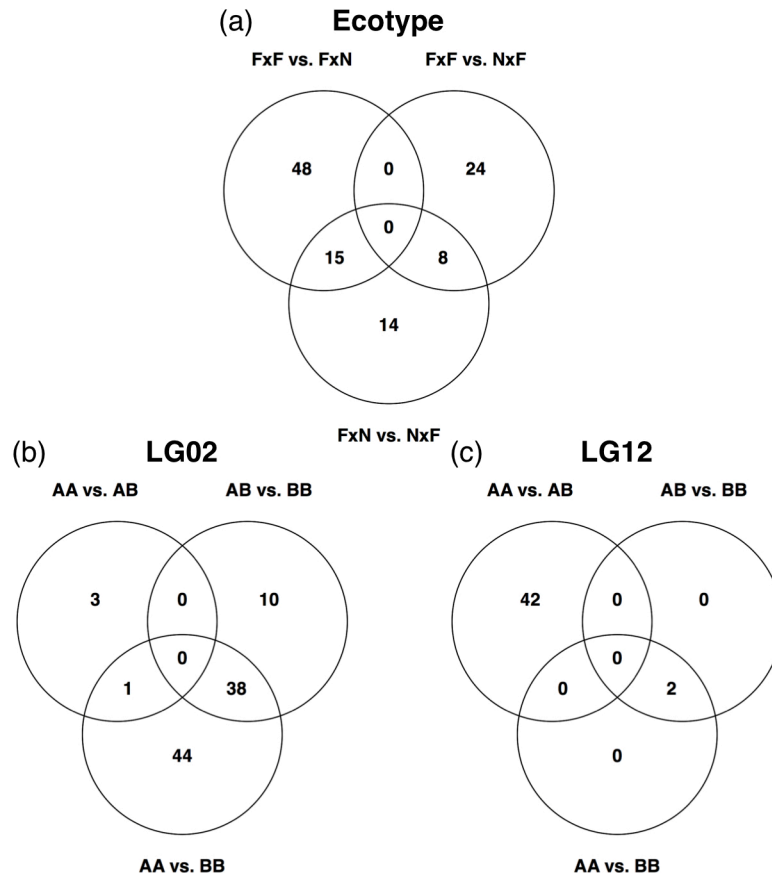 (a) Ecotype
FxF vs. FxN FxF vs. NxF
48 0 24
0
15 8
14
FxN vs. NxF
(b) LG02
AA vs. AB AB vs. BB
3 0 10
0
1 38
44
AA vs. BB
(c) LG12
AA vs. AB AB vs. BB
42 0 0
0
0 2
0
AA vs. BB